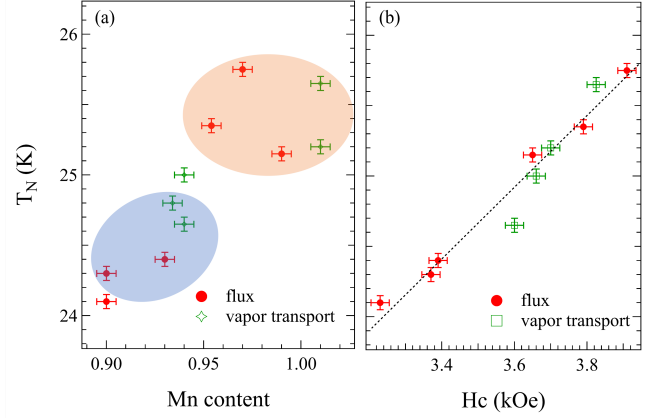 (a)
(b)
26
25
24
T_N (K)
flux
vapor transport
flux
vapor transport
0.90
0.95
1.00
3.4
3.6
3.8
Mn content
Hc (kOe)